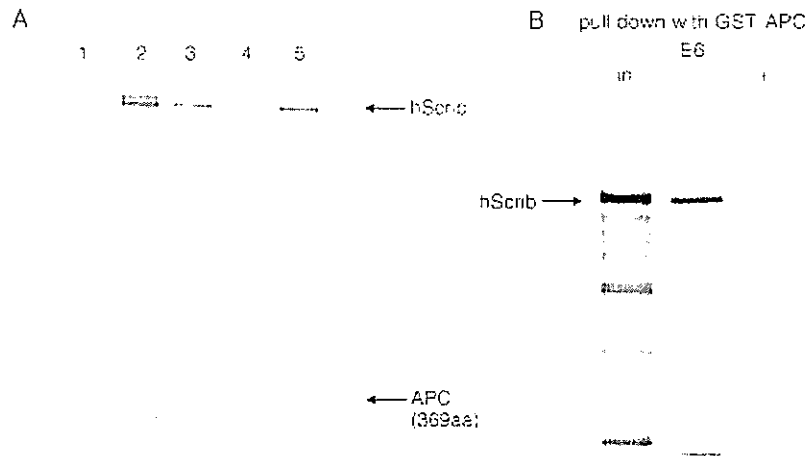 A
1 2 3 4 5
hScrib
APC
(369aa)
B pull down with GST APC
E6
in
hScrib